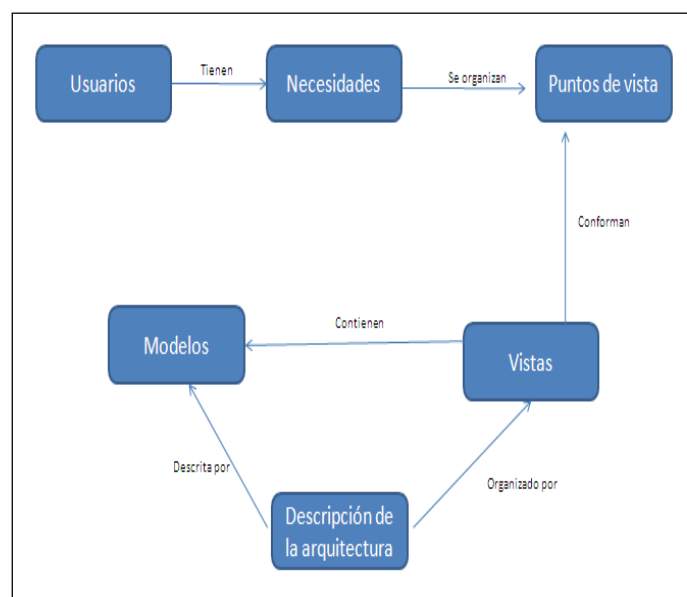 Usuarios
Tienen
Necesidades
Se organizan
Puntos de vista
Conforman
Contienen
Modelos
Vistas
Descrita por
Organizado por
Descripción de
la arquitectura